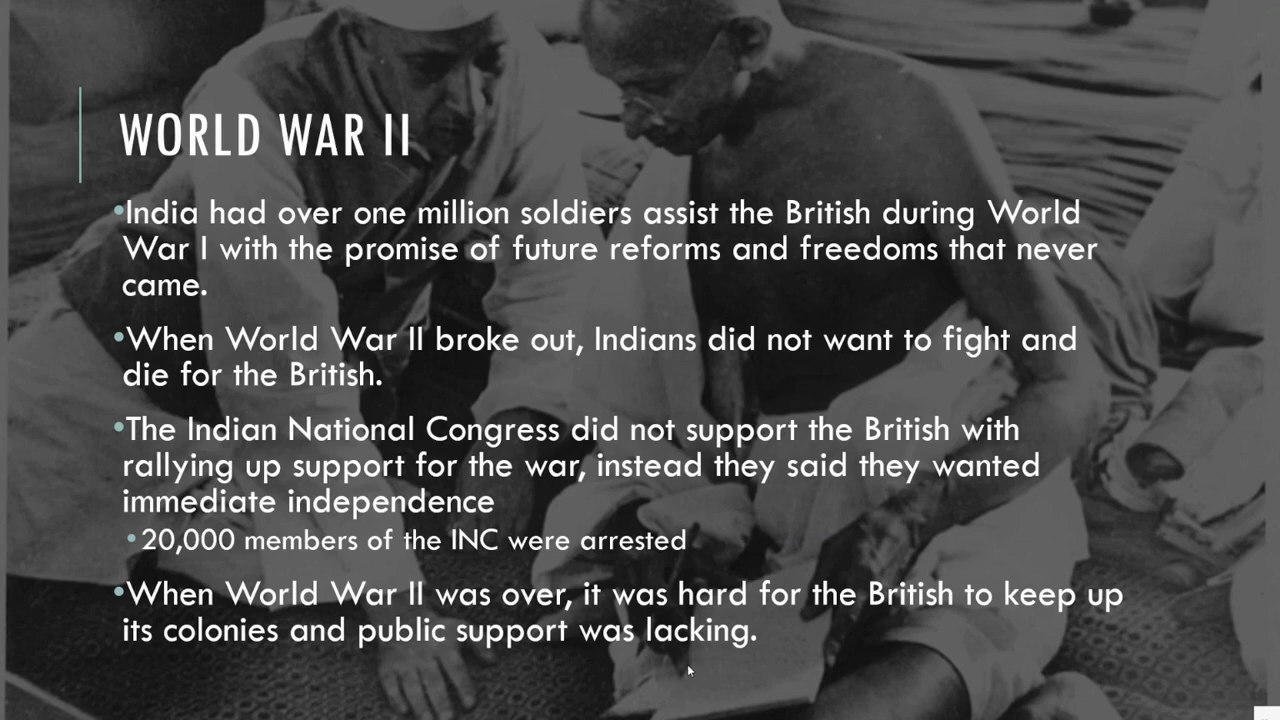 WORLD WAR II
•India had over one million soldiers assist the British during World
War I with the promise of future reforms and freedoms that never
came.
•When World War II broke out, Indians did not want to fight and
die for the British.
•The Indian National Congress did not support the British with
rallying up support for the war, instead they said they wanted
immediate independence
•20,000 members of the INC were arrested
•When World War II was over, it was hard for the British to keep up
its colonies and public support was lacking.